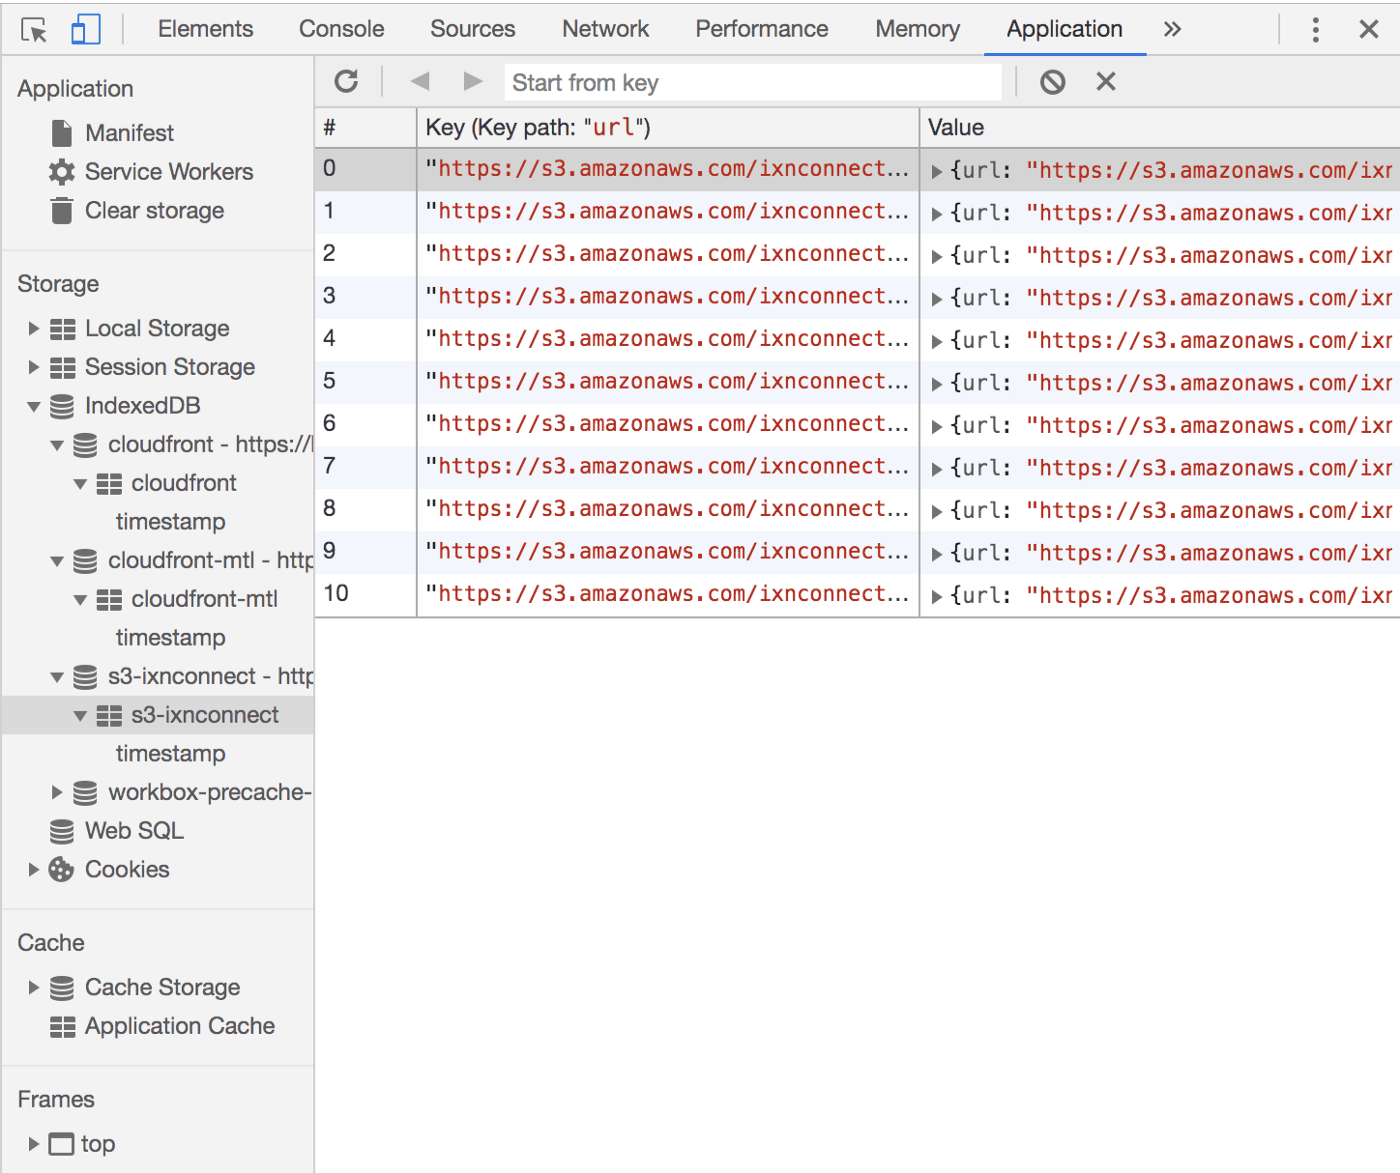 Elements Console Sources Network Performance Memory Application »
Application
Manifest
Service Workers
Clear storage
Storage
Local Storage
Session Storage
IndexedDB
cloudfront - https://
cloudfront
timestamp
cloudfront-mtl - http
cloudfront-mtl
timestamp
s3-ixnconnect - http
s3-ixnconnect
timestamp
workbox-precache-
Web SQL
Cookies
Cache
Cache Storage
Application Cache
Frames
top
Start from key
# Key (Key path: "url") Value
0 "https://s3.amazonaws.com/ixnconnect... {url: "https://s3.amazonaws.com/ixr
1 "https://s3.amazonaws.com/ixnconnect... {url: "https://s3.amazonaws.com/ixr
2 "https://s3.amazonaws.com/ixnconnect... {url: "https://s3.amazonaws.com/ixr
3 "https://s3.amazonaws.com/ixnconnect... {url: "https://s3.amazonaws.com/ixr
4 "https://s3.amazonaws.com/ixnconnect... {url: "https://s3.amazonaws.com/ixr
5 "https://s3.amazonaws.com/ixnconnect... {url: "https://s3.amazonaws.com/ixr
6 "https://s3.amazonaws.com/ixnconnect... {url: "https://s3.amazonaws.com/ixr
7 "https://s3.amazonaws.com/ixnconnect... {url: "https://s3.amazonaws.com/ixr
8 "https://s3.amazonaws.com/ixnconnect... {url: "https://s3.amazonaws.com/ixr
9 "https://s3.amazonaws.com/ixnconnect... {url: "https://s3.amazonaws.com/ixr
10 "https://s3.amazonaws.com/ixnconnect... {url: "https://s3.amazonaws.com/ixr